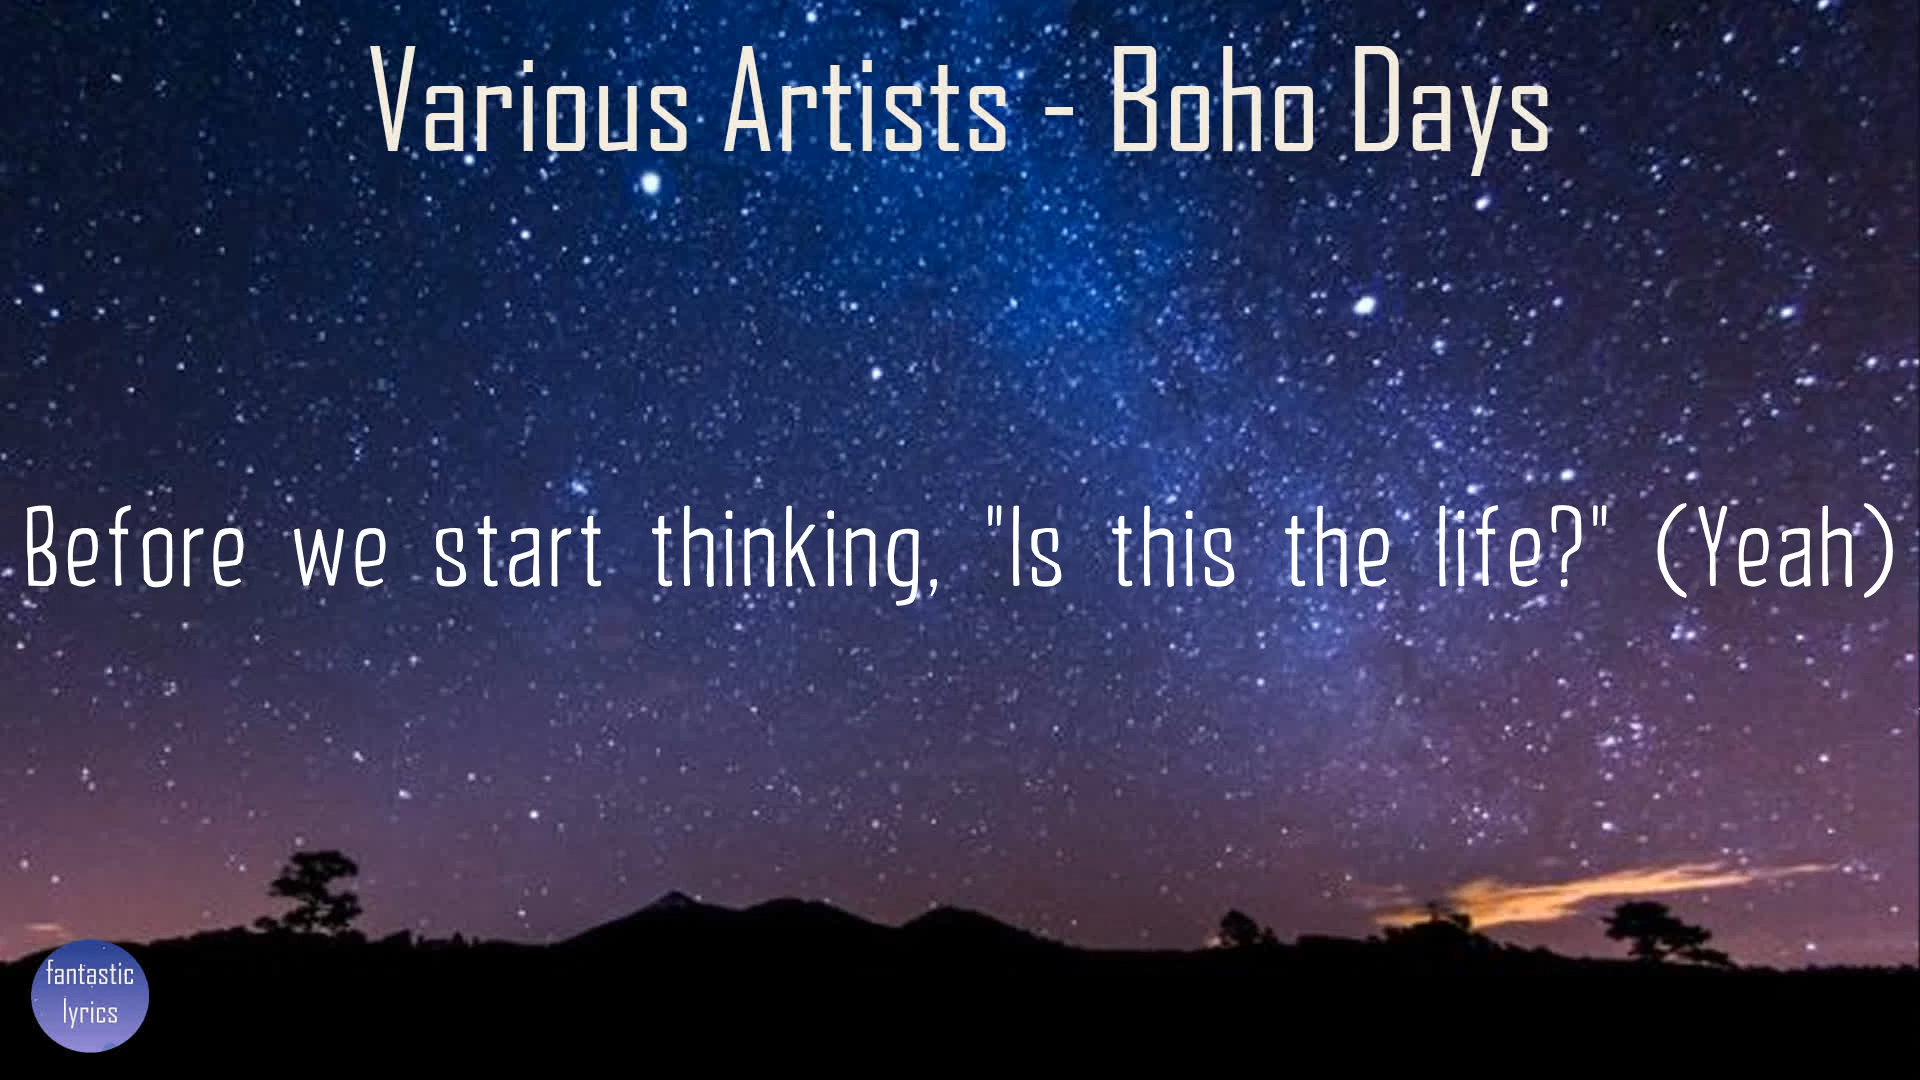 Various Artists - Boho Days
Before we start thinking, "Is this the life?" (Yeah)
fantastic
lyrics